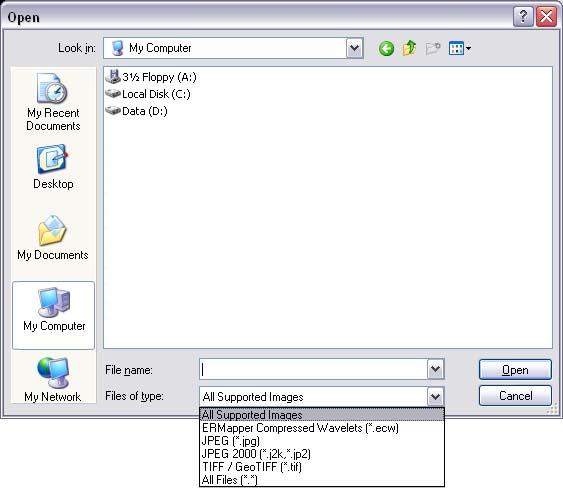 Open
Look in: My Computer
3½ Floppy (A:)
Local Disk (C:)
Data (D:)
My Recent
Documents
Desktop
My Documents
My Computer
My Network
File name:
Open
Files of type: All Supported Images
Cancel
All Supported Images
ERMapper Compressed Wavelets (*.ecw)
JPEG (*.jpg)
JPEG 2000 (*.j2k,*.jp2)
TIFF / GeoTIFF (*.tif)
All Files (*.*)